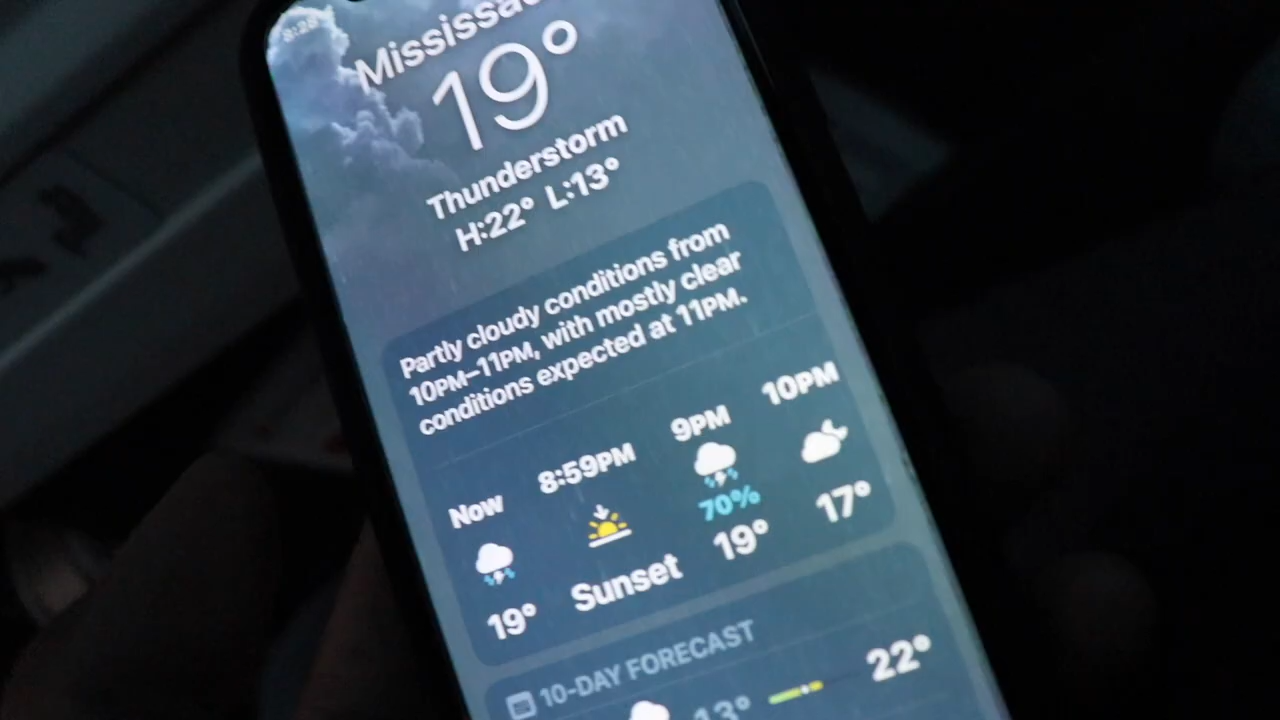 19°
Thunderstorm
H:22° L:13°
Partly cloudy conditions from
10PM–11PM, with mostly clear
conditions expected at 11PM.
Now 8:59PM 9PM 10PM
70%
19° Sunset 19° 17°
10-DAY FORECAST
13° 22°